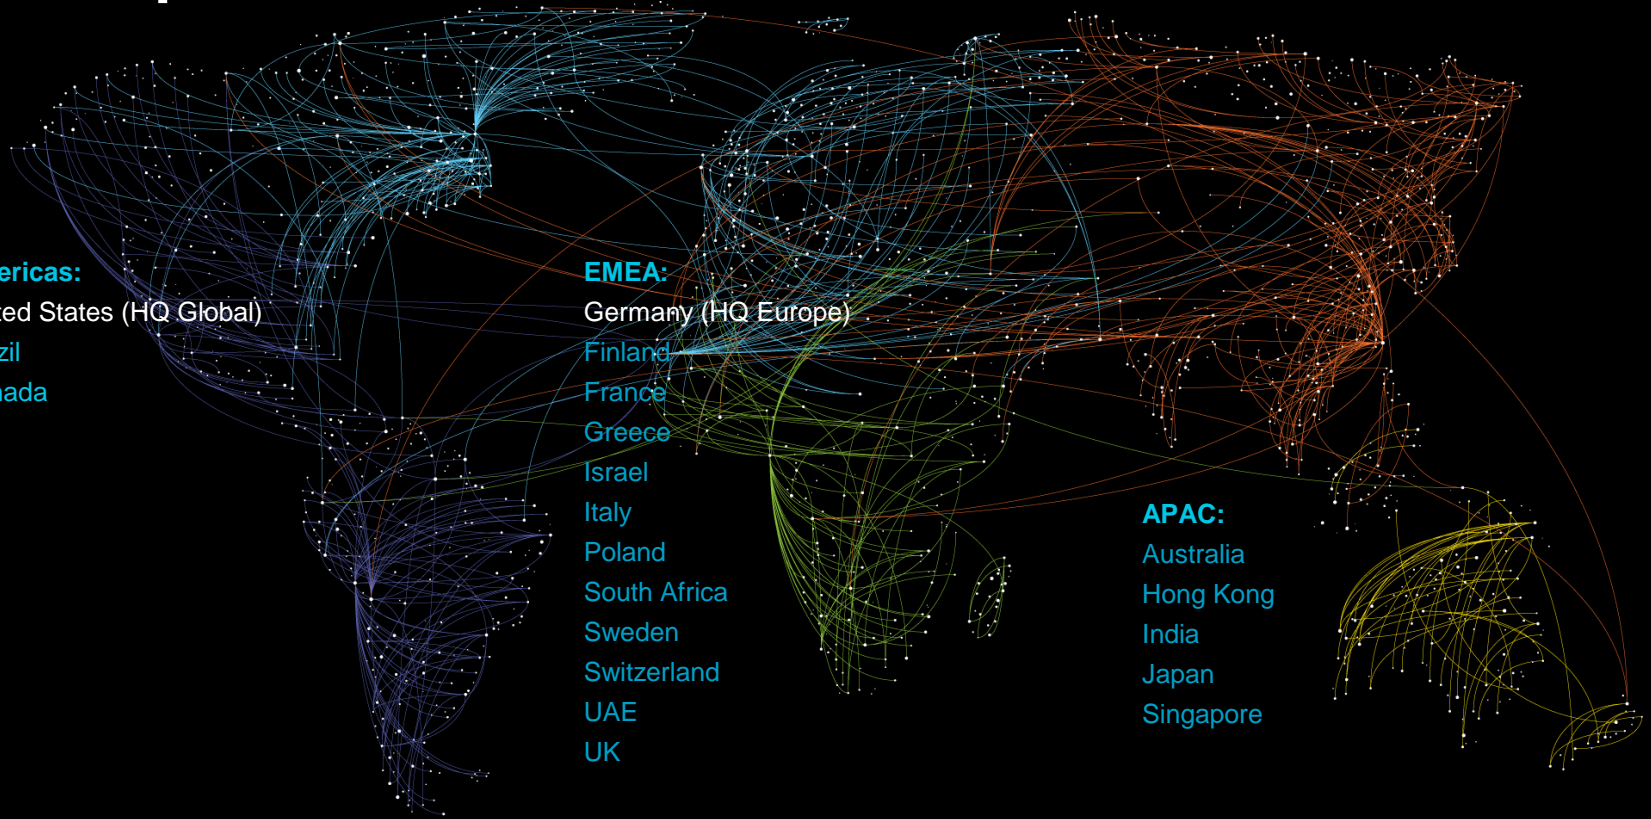 ericas:
ted States (HQ Global)
zil
nada
EMEA:
Germany (HQ Europe)
Finland
France
Greece
Israel
Italy
Poland
South Africa
Sweden
Switzerland
UAE
UK
APAC:
Australia
Hong Kong
India
Japan
Singapore